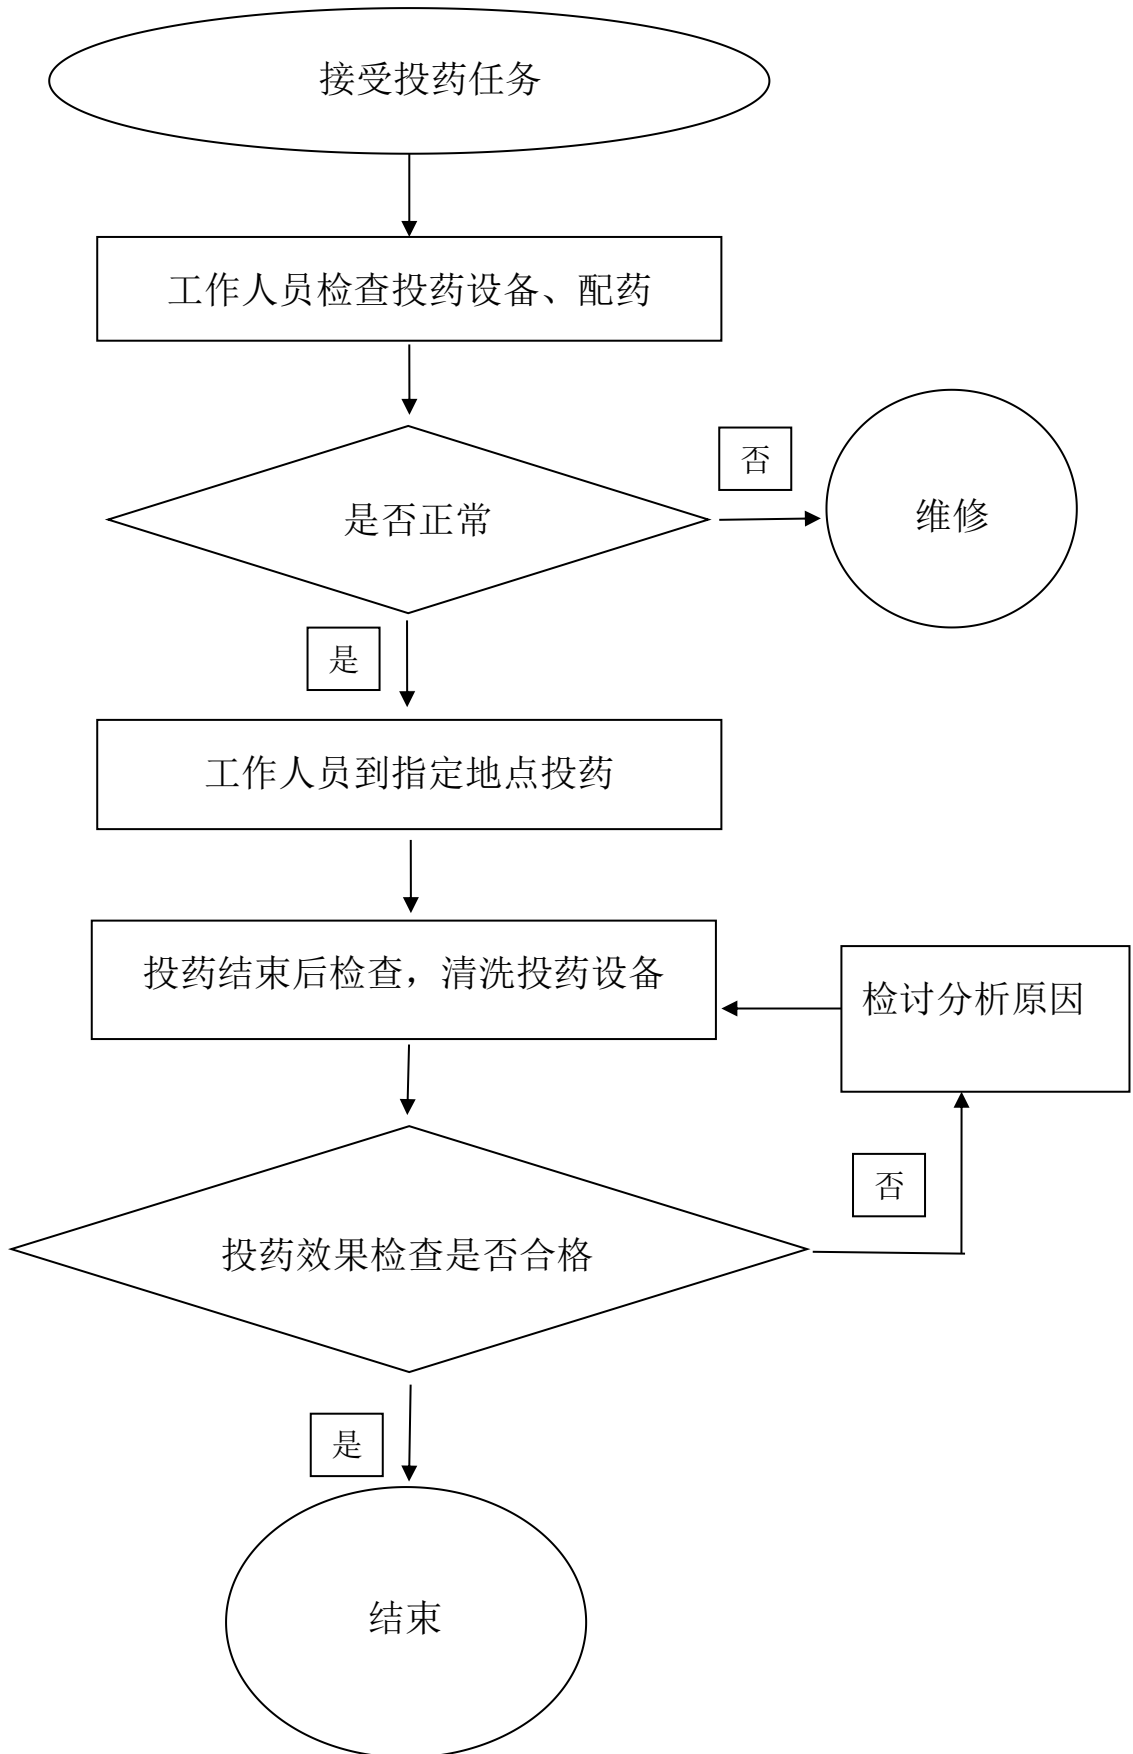 接受投药任务
工作人员检查投药设备、配药
否
是否正常
维修
是
工作人员到指定地点投药
投药结束后检查，清洗投药设备
检讨分析原因
否
投药效果检查是否合格
是
结束